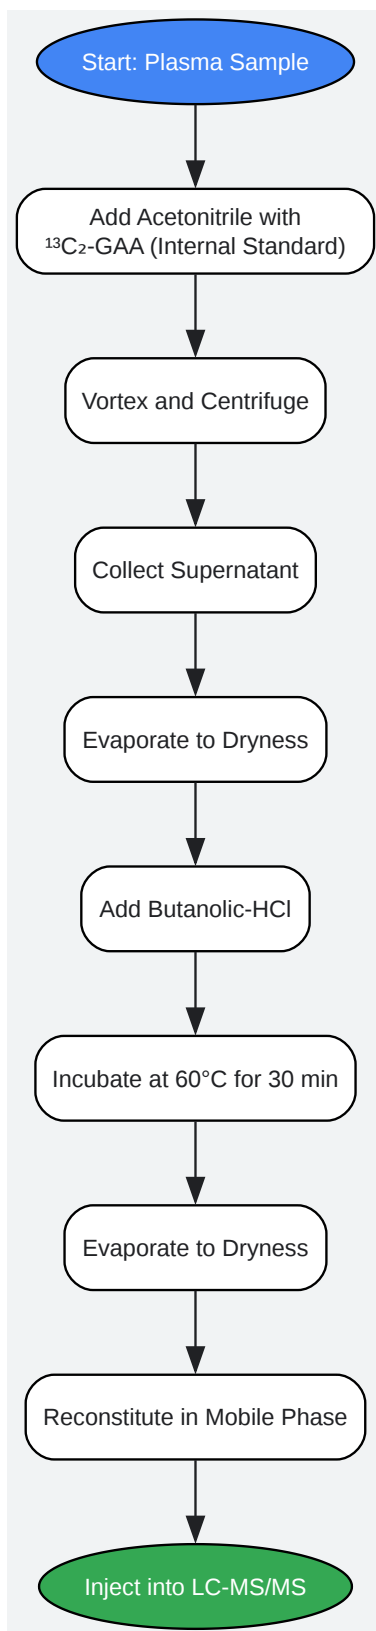 Start: Plasma Sample
Add Acetonitrile with
¹³C₂-GAA (Internal Standard)
Vortex and Centrifuge
Collect Supernatant
Evaporate to Dryness
Add Butanolic-HCl
Incubate at 60°C for 30 min
Evaporate to Dryness
Reconstitute in Mobile Phase
Inject into LC-MS/MS